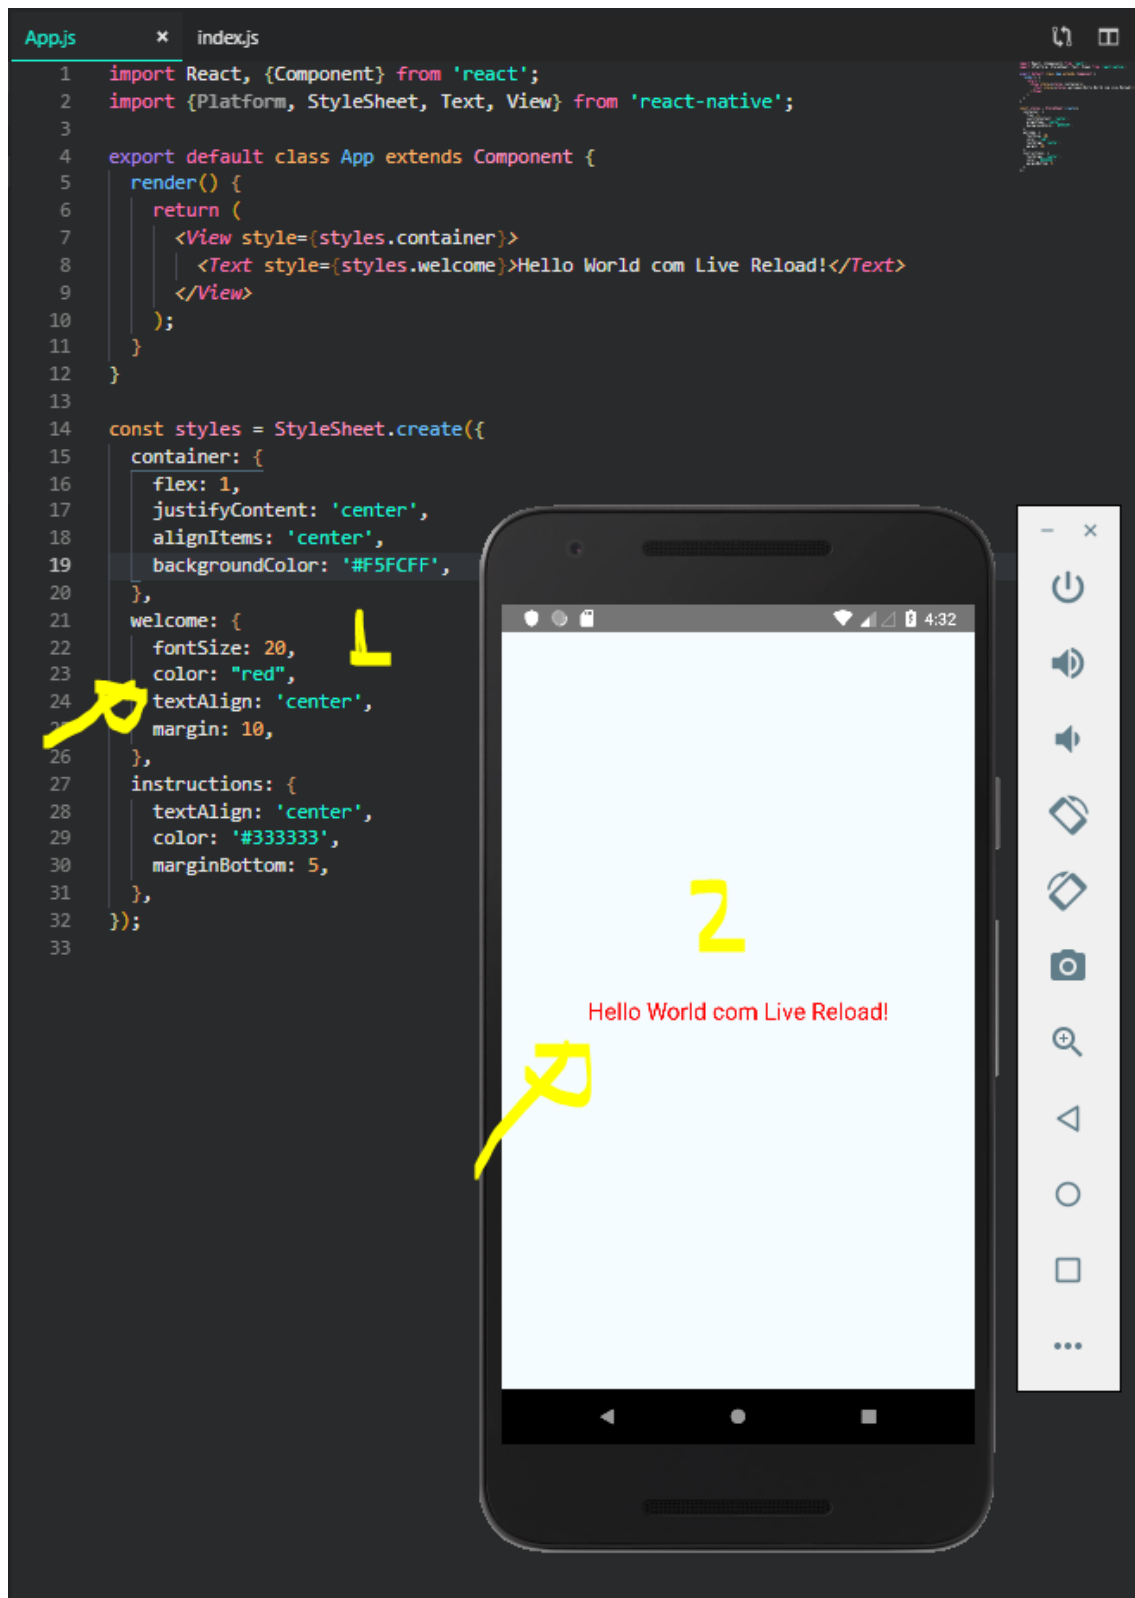 App.js × index.js
1 import React, {Component} from 'react';
2 import {Platform, StyleSheet, Text, View} from 'react-native';
3
4 export default class App extends Component {
5 render() {
6 return (
7 <View style={styles.container}>
8 <Text style={styles.welcome}>Hello World com Live Reload!</Text>
9 </View>
10 );
11 }
12 }
13
14 const styles = StyleSheet.create({
15 container: {
16 flex: 1,
17 justifyContent: 'center',
18 alignItems: 'center',
19 backgroundColor: '#F5FCFF',
20 },
21 welcome: {
22 fontSize: 20,
23 color: "red",
24 textAlign: 'center',
25 margin: 10,
26 },
27 instructions: {
28 textAlign: 'center',
29 color: '#333333',
30 marginBottom: 5,
31 },
32 });
33
4:32
2
Hello World com Live Reload!